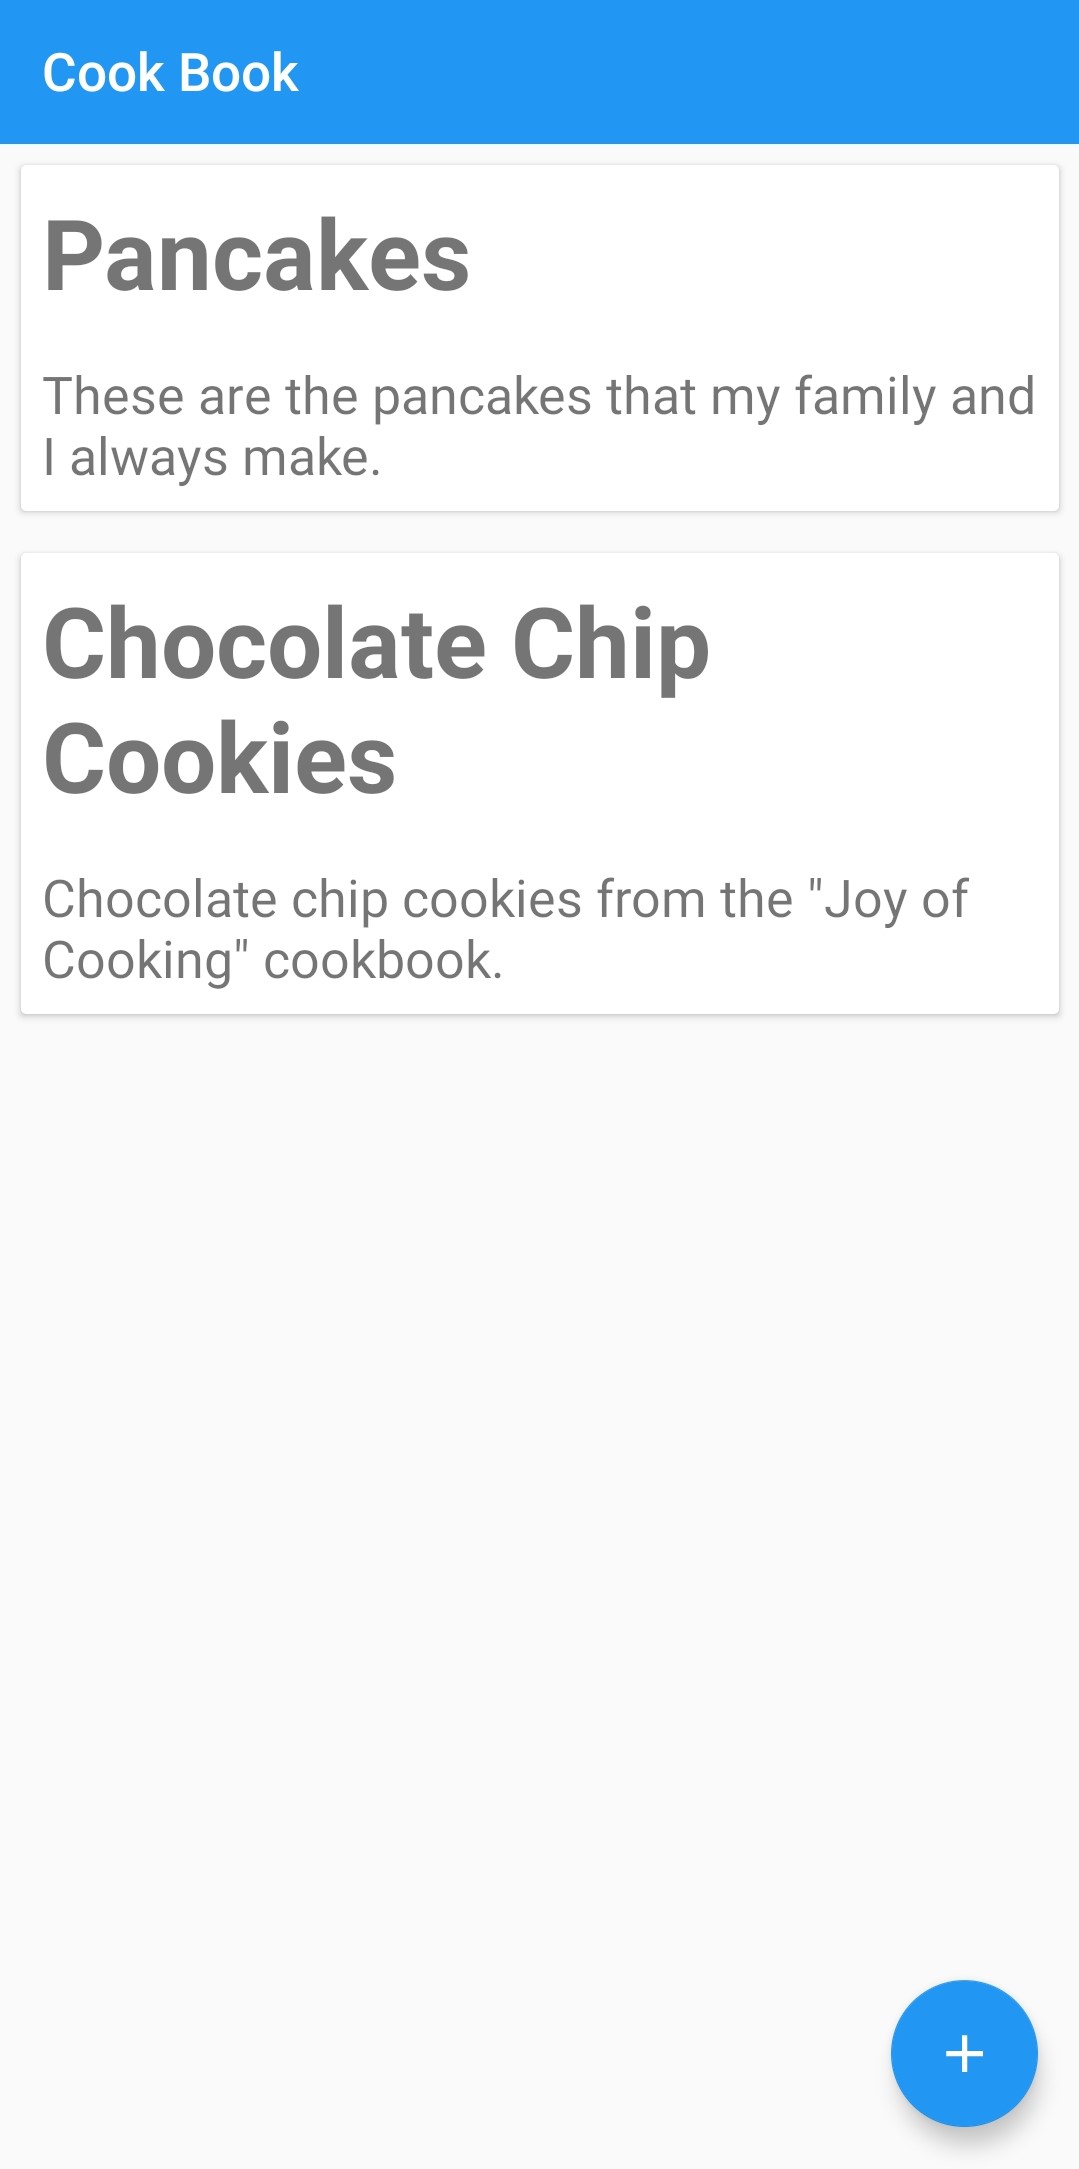 Cook Book
Pancakes
These are the pancakes that my family and
I always make.
Chocolate Chip
Cookies
Chocolate chip cookies from the "Joy of
Cooking" cookbook.
+